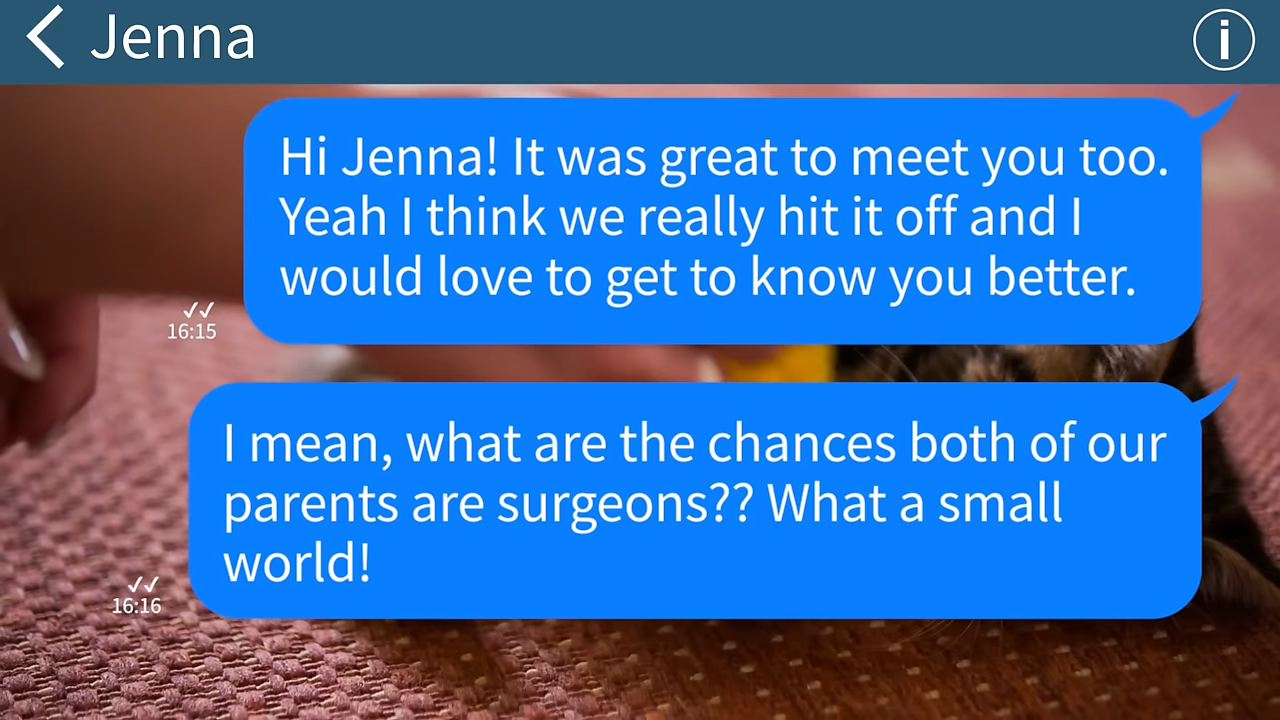 Jenna
Hi Jenna! It was great to meet you too.
Yeah I think we really hit it off and I
would love to get to know you better.
16:15
I mean, what are the chances both of our
parents are surgeons?? What a small
world!
16:16